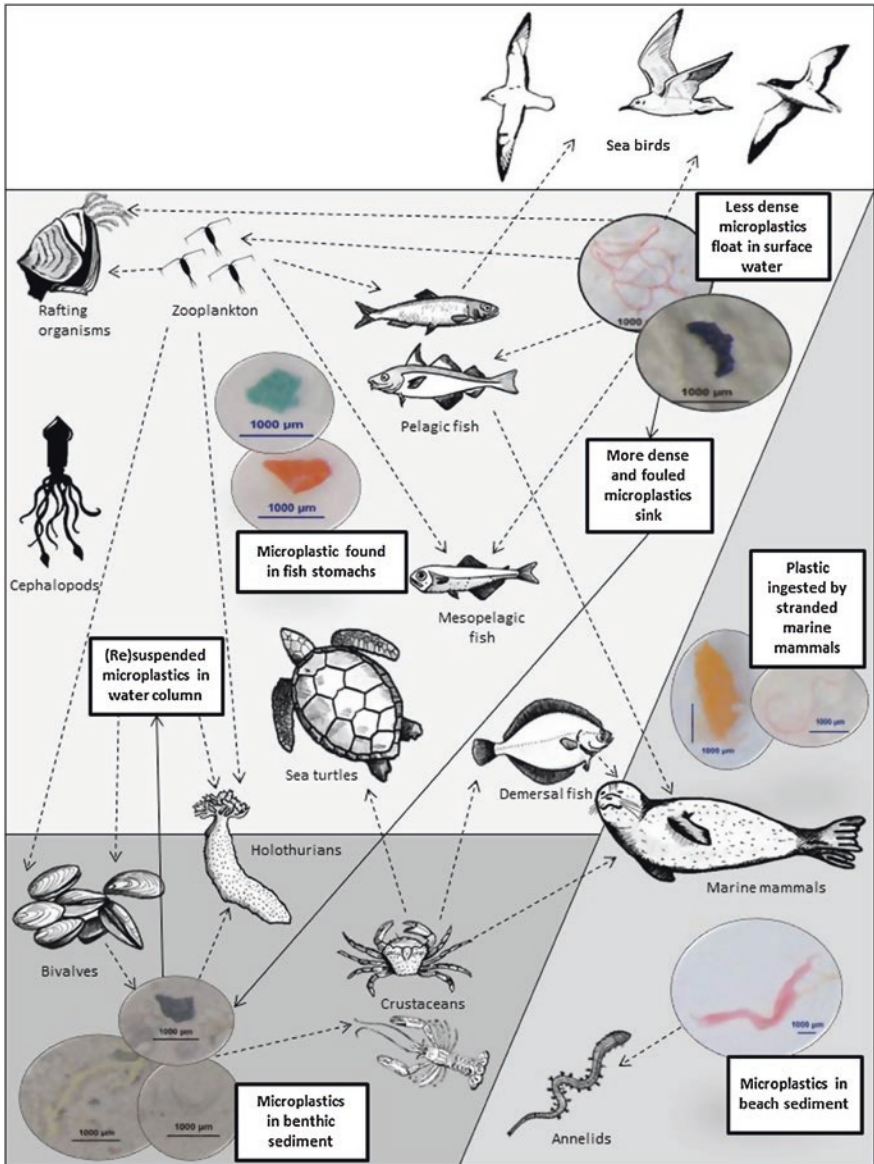 Sea birds
Less dense
microplastics
float in surface
water
Rafting
organisms
Zooplankton
1000
1000 µm
1000 µm
Pelagic fish
1000 µm
More dense
and fouled
microplastics
sink
Microplastic found
in fish stomachs
Cephalopods
Mesopelagic
fish
Plastic
ingested by
stranded
marine
mammals
(Re)suspended
microplastics in
water column
1000 µm
1000 µm
Sea turtles
Demersal fish
Holothurians
Marine mammals
Bivalves
Crustaceans
1000 µm
1000 µm
1000 µm
1000 µm
Microplastics
in benthic
sediment
Annelids
Microplastics in
beach sediment